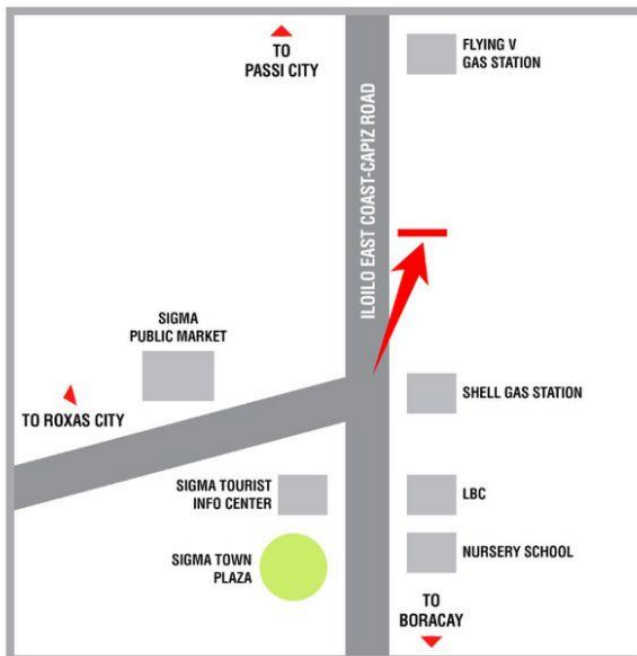 TO
PASSI CITY
FLYING V
GAS STATION
ILOILO EAST COAST-CAPIZ ROAD
SIGMA
PUBLIC MARKET
TO ROXAS CITY
SHELL GAS STATION
SIGMA TOURIST
INFO CENTER
LBC
SIGMA TOWN
PLAZA
NURSERY SCHOOL
TO
BORACAY